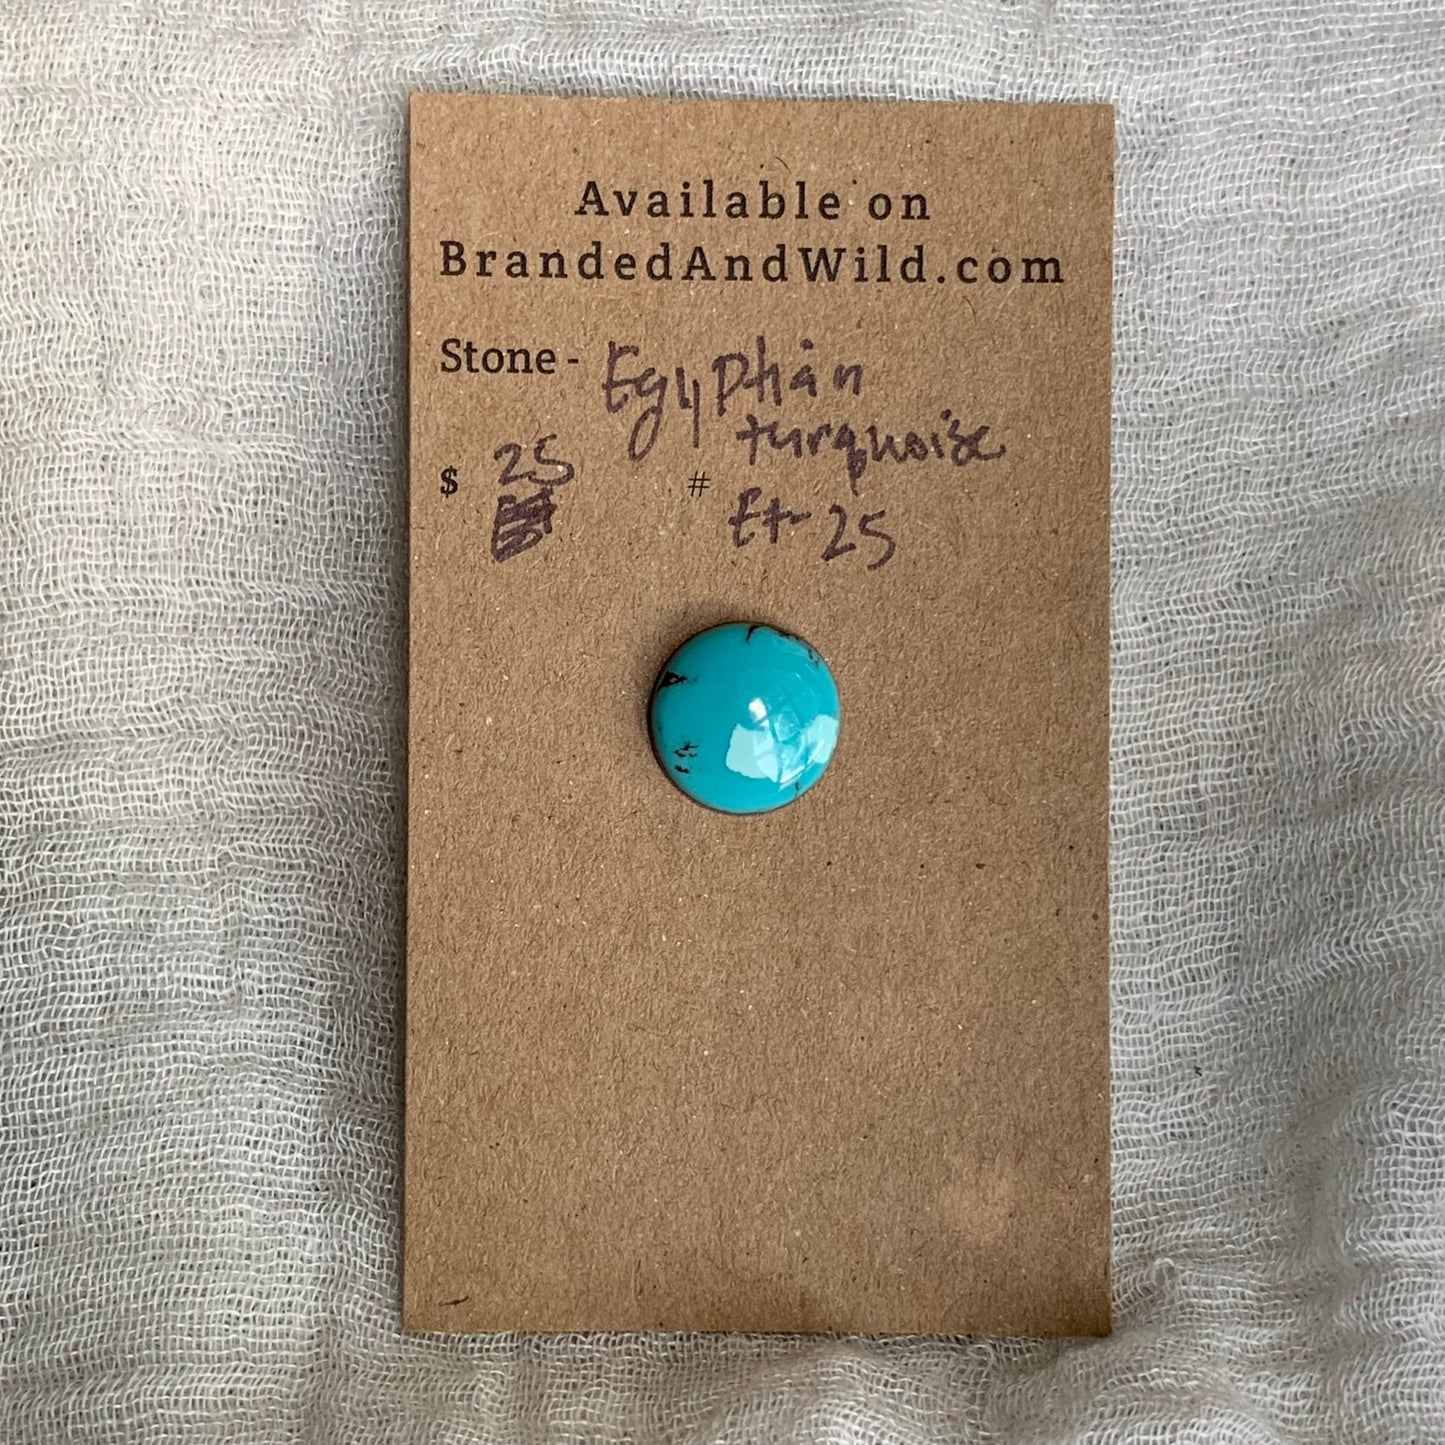 Available on
BrandedAndWild.com
Stone - Egyptian
turquoise
$ 25 # Et-25